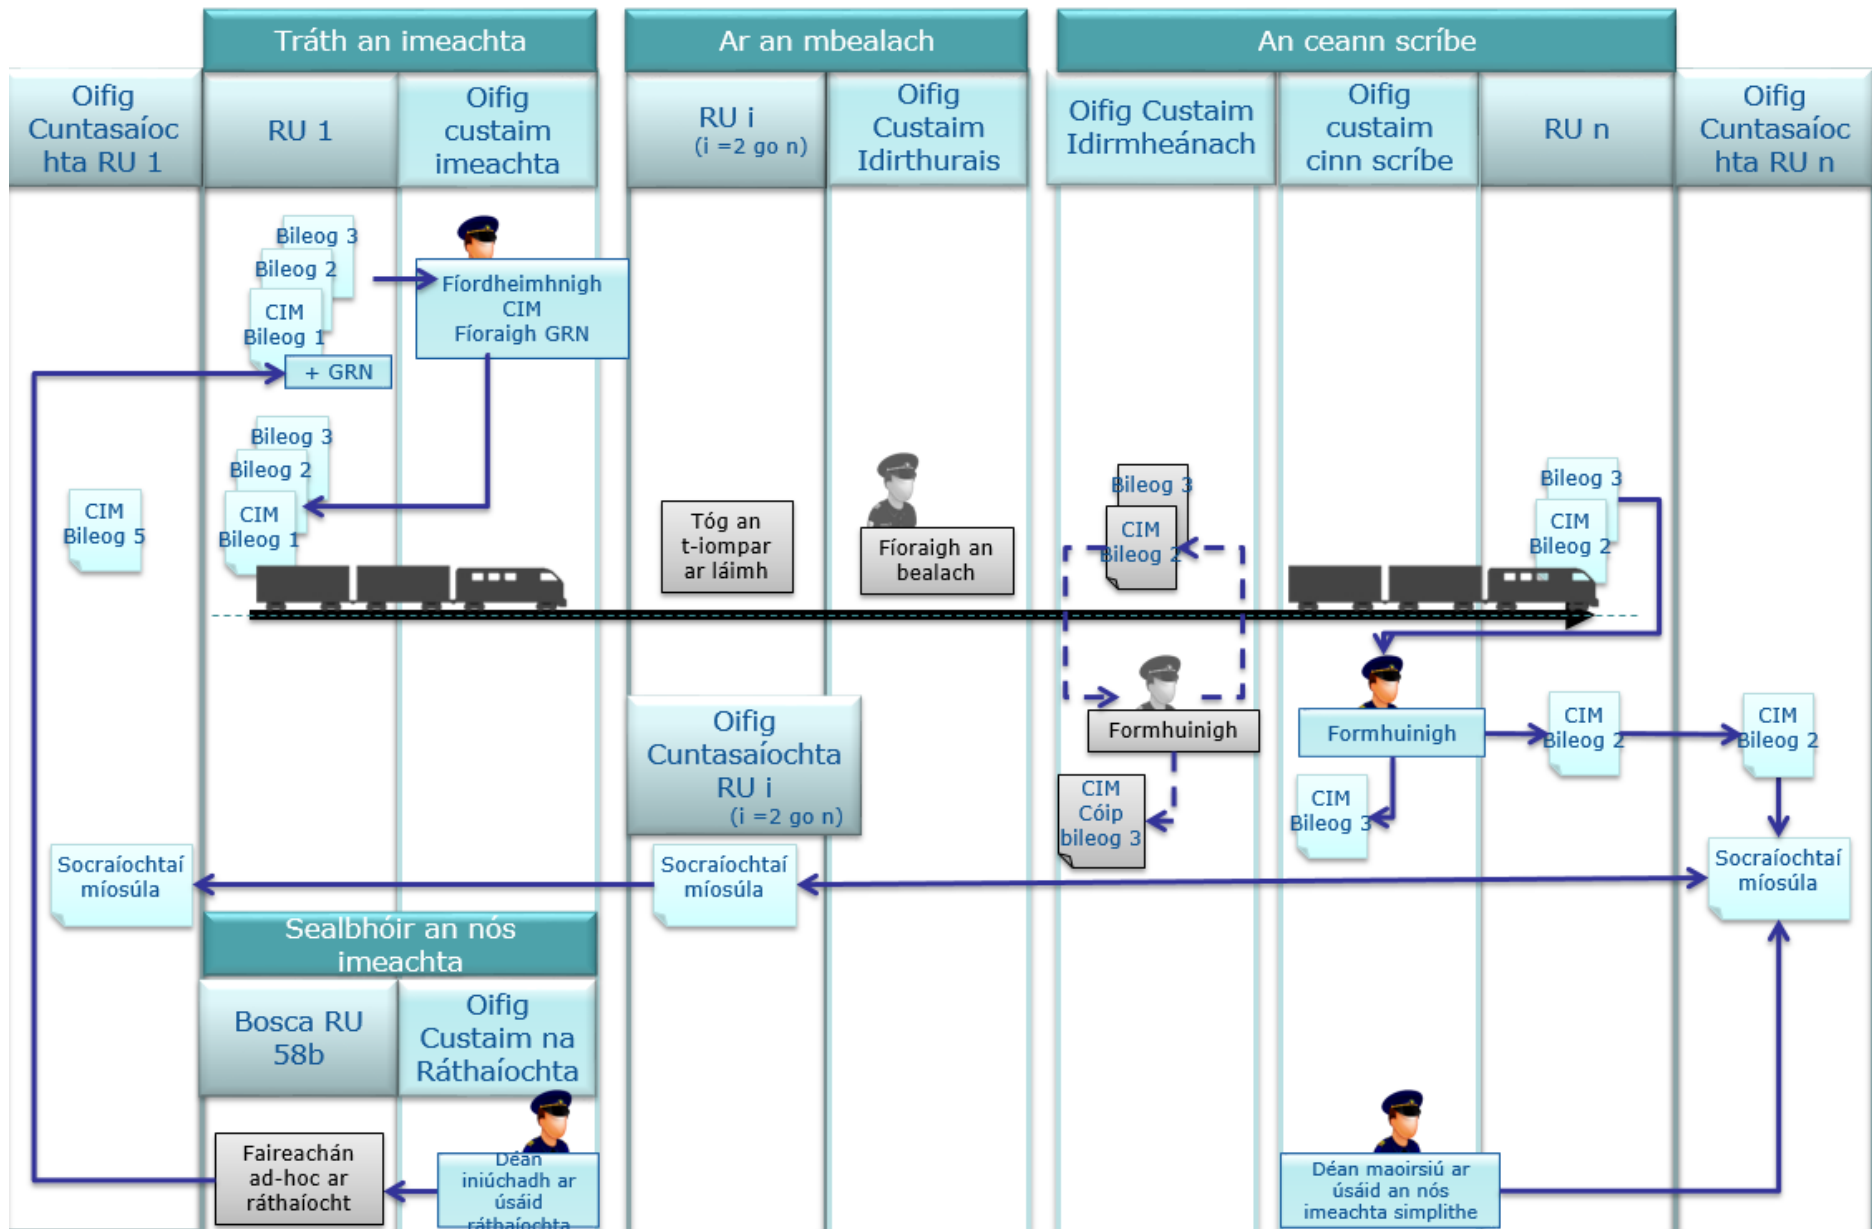 Tráth an imeachta
Ar an mbealach
An ceann scríbe
Oifig
Cuntasaíoc
hta RU 1
RU 1
Oifig
custaim
imeachta
RU i
(i =2 go n)
Oifig
Custaim
Idirthurais
Oifig Custaim
Idirmheánach
Oifig
custaim
cinn scríbe
RU n
Oifig
Cuntasaíoc
hta RU n
Bileog 3
Bileog 2
CIM
Bileog 1
+ GRN
Fíordheimhnigh
CIM
Fíoraigh GRN
Bileog 3
Bileog 2
CIM
Bileog 1
CIM
Bileog 5
Tóg an
t-iompar
ar láimh
Fíoraigh an
bealach
Bileog 3
CIM
Bileog 2
Bileog 3
CIM
Bileog 2
Oifig
Cuntasaíochta
RU i
(i =2 go n)
Formhuinigh
Formhuinigh
CIM
Bileog 2
CIM
Bileog 2
CIM
Cóip
bileog 3
CIM
Bileog 3
Socraíochtaí
míosúla
Socraíochtaí
míosúla
Socraíochtaí
míosúla
Sealbhóir an nós
imeachta
Bosca RU
58b
Oifig
Custaim na
Ráthaíochta
Faireachán
ad-hoc ar
ráthaíocht
Déan
iniúchadh ar
úsáid
ráthaíochta
Déan maoirsiú ar
úsáid an nós
imeachta simplithe